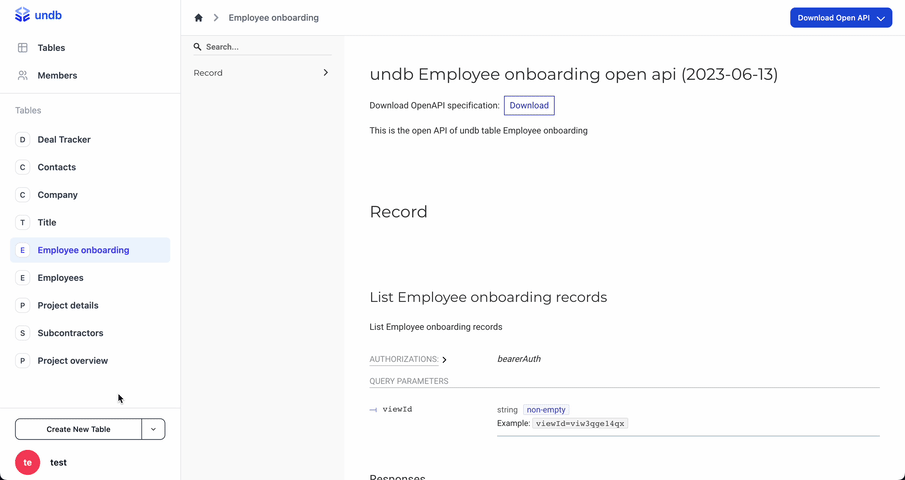 undb
Tables
Members
Tables
D Deal Tracker
C Contacts
C Company
T Title
E Employee onboarding
E Employees
P Project details
S Subcontractors
P Project overview
Create New Table
te test
Employee onboarding
Download Open API
Search...
Record
undb Employee onboarding open api (2023-06-13)
Download OpenAPI specification: Download
This is the open API of undb table Employee onboarding
Record
List Employee onboarding records
List Employee onboarding records
AUTHORIZATIONS: bearerAuth
QUERY PARAMETERS
viewId string non-empty
Example: viewId=viw3qge14qx
Responses